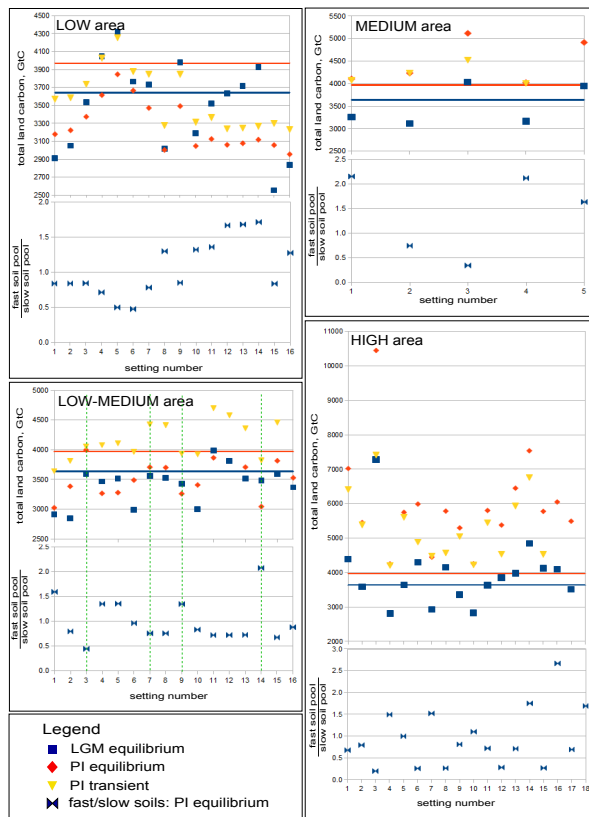 LOW area
total land carbon, GtC
4200
3900
3600
3300
3000
2700
2500
fast soil pool
slow soil pool
2.0
1.5
1.0
0.5
0.0
1 2 3 4 5 6 7 8 9 10 11 12 13 14 15 16
setting number
MEDIUM area
total land carbon, GtC
5500
5000
4500
4000
3500
3000
2500
fast soil pool
slow soil pool
2.5
2.0
1.5
1.0
0.5
0.0
1 2 3 4 5
setting number
LOW-MEDIUM area
total land carbon, GtC
5000
4500
4000
3500
3000
2500
fast soil pool
slow soil pool
2.5
2.0
1.5
1.0
0.5
0.0
1 2 3 4 5 6 7 8 9 10 11 12 13 14 15 16
setting number
HIGH area
total land carbon, GtC
11000
10000
9000
8000
7000
6000
5000
4000
3000
2000
fast soil pool
slow soil pool
3.0
2.5
2.0
1.5
1.0
0.5
0.0
1 2 3 4 5 6 7 8 9 10 11 12 13 14 15 16 17 18
setting number
Legend
LGM equilibrium
PI equilibrium
PI transient
fast/slow soils: PI equilibrium